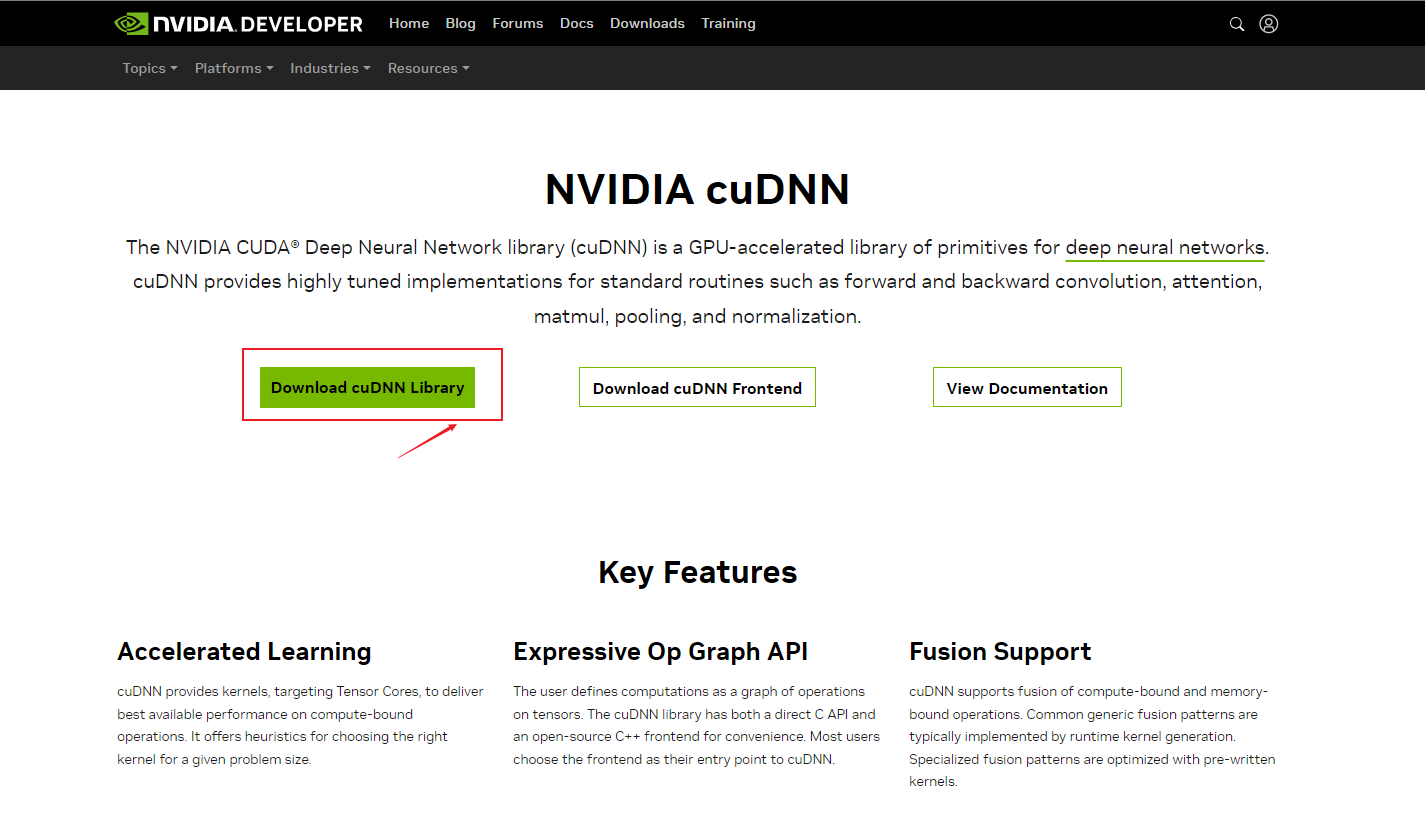 NVIDIA. DEVELOPER Home Blog Forums Docs Downloads Training
Topics Platforms Industries Resources
NVIDIA cuDNN
The NVIDIA CUDA® Deep Neural Network library (cuDNN) is a GPU-accelerated library of primitives for deep neural networks.
cuDNN provides highly tuned implementations for standard routines such as forward and backward convolution, attention,
matmul, pooling, and normalization.
Download cuDNN Library
Download cuDNN Frontend
View Documentation
Key Features
Accelerated Learning
cuDNN provides kernels, targeting Tensor Cores, to deliver
best available performance on compute-bound
operations. It offers heuristics for choosing the right
kernel for a given problem size.
Expressive Op Graph API
The user defines computations as a graph of operations
on tensors. The cuDNN library has both a direct C API and
an open-source C++ frontend for convenience. Most users
choose the frontend as their entry point to cuDNN.
Fusion Support
cuDNN supports fusion of compute-bound and memory-
bound operations. Common generic fusion patterns are
typically implemented by runtime kernel generation.
Specialized fusion patterns are optimized with pre-written
kernels.